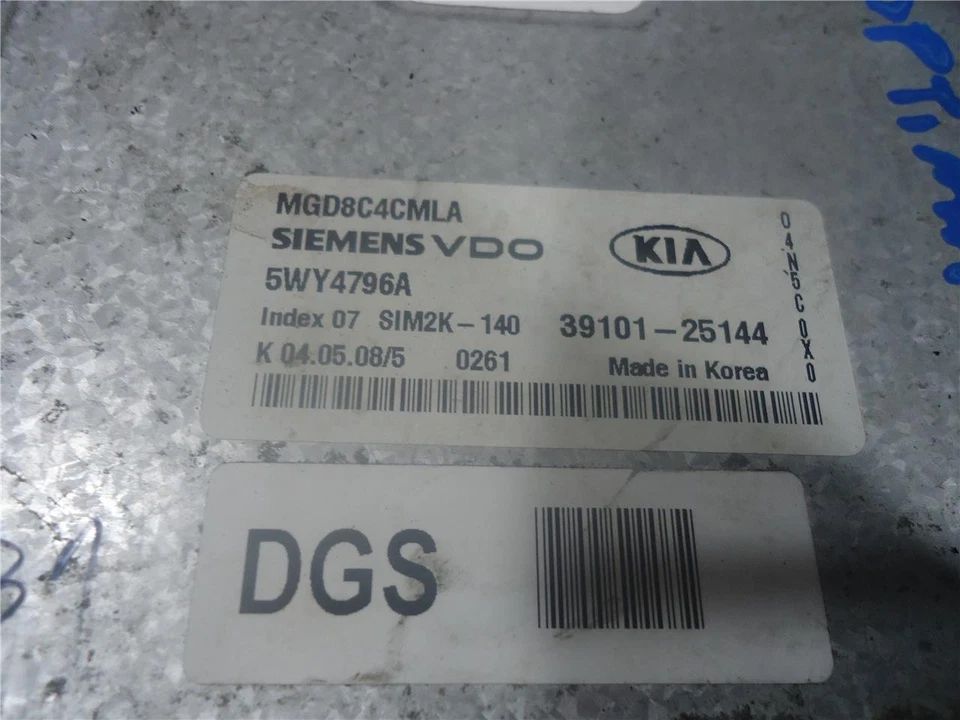 OPTIMA
MGD8C4CMLA
SIEMENS VDO
KIA
5WY4796A
Index 07 SIM2K-140 39101-25144
K 04.05.08/5 0261 Made in Korea
04N5C0X0
DGS